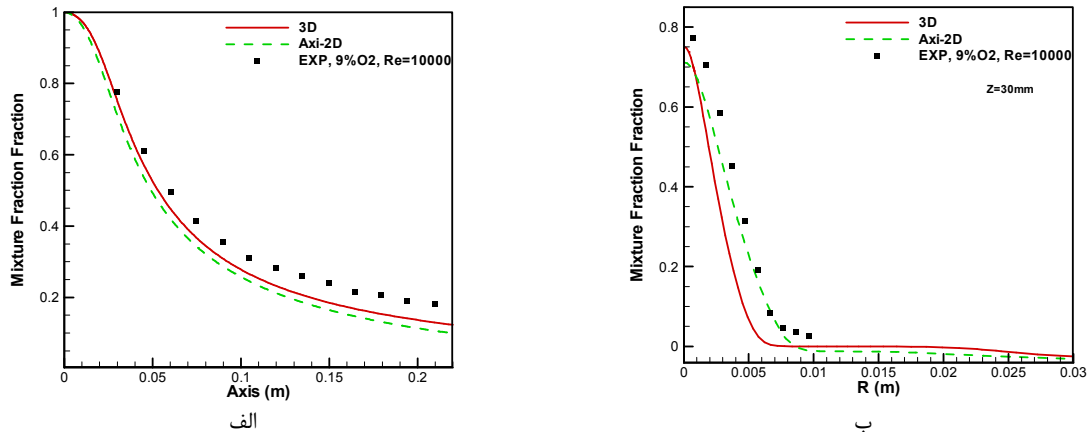 Mixture Fraction
1
0.8
0.6
0.4
0.2
0
0.05
0.1
0.15
0.2
Axis (m)
3D
Axi-2D
EXP, 9%O2, Re=10000
الف
Mixture Fraction
0.8
0.6
0.4
0.2
0
0
0.005
0.01
0.015
0.02
0.025
0.03
R (m)
3D
Axi-2D
EXP, 9%O2, Re=10000
Z=30mm
ب